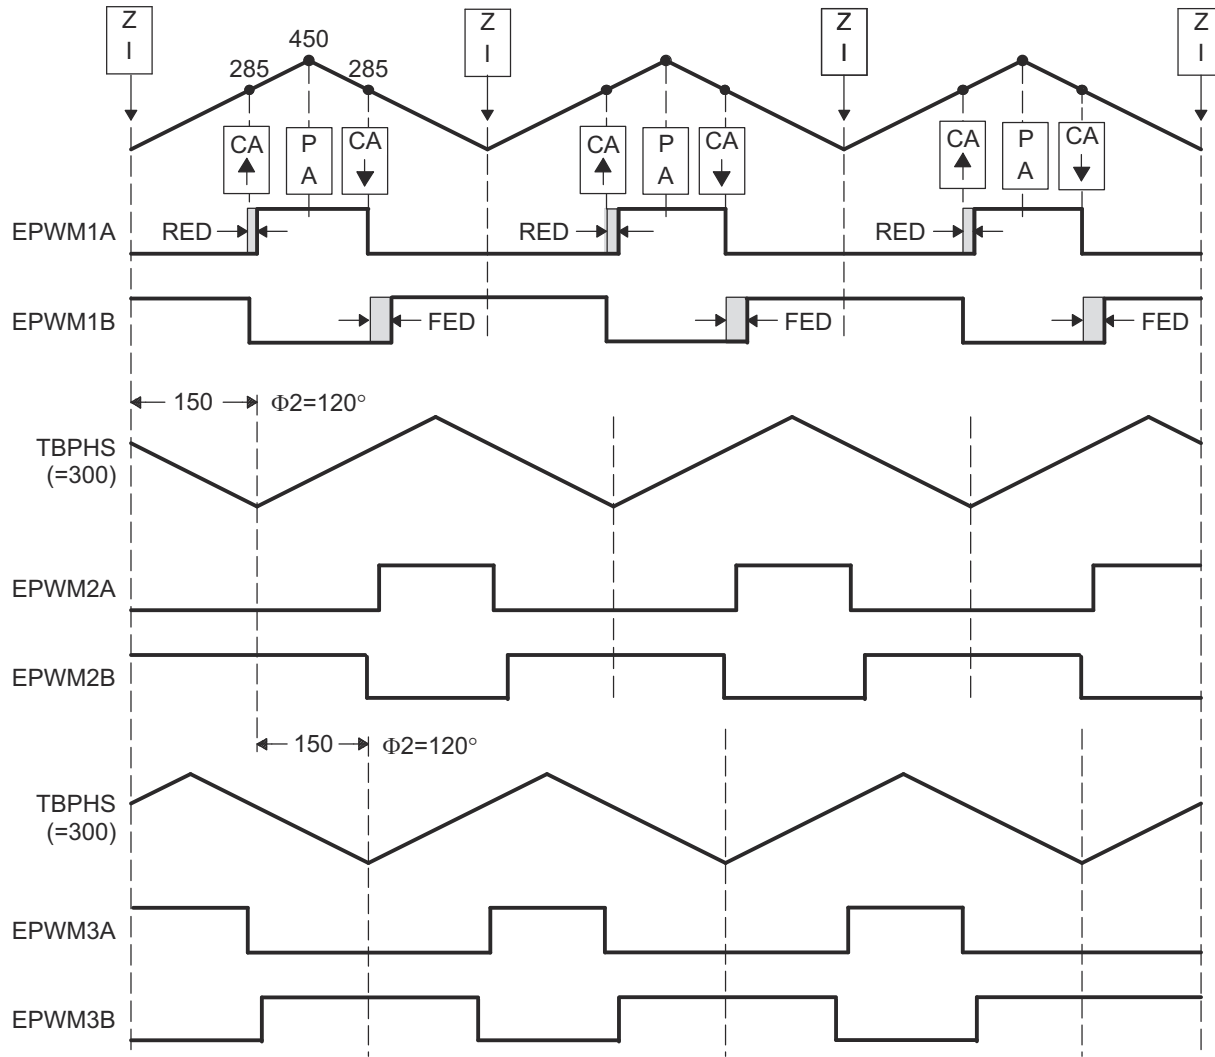 Z
I
Z
I
Z
I
Z
I
450
285
285
CA
P
A
CA
CA
P
A
CA
CA
P
A
CA
EPWM1A
RED
RED
RED
EPWM1B
FED
FED
FED
150
Φ2=120°
TBPHS
(=300)
EPWM2A
EPWM2B
150
Φ2=120°
TBPHS
(=300)
EPWM3A
EPWM3B